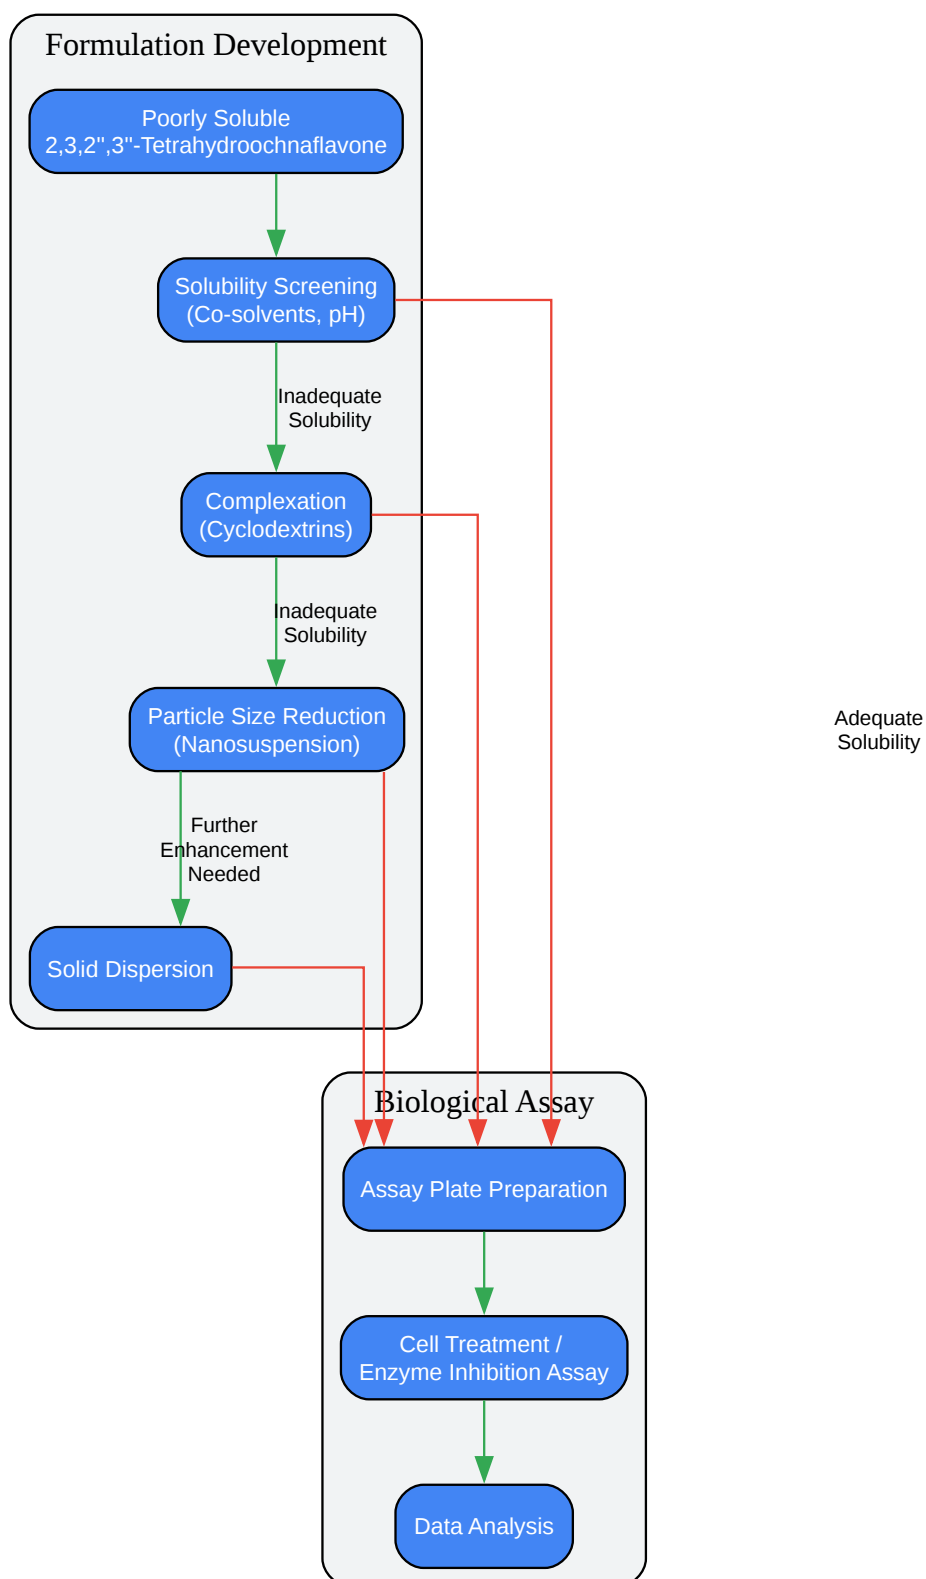 Formulation Development
Poorly Soluble
2,3,2'',3''-Tetrahydroochnaflavone
Solubility Screening
(Co-solvents, pH)
Inadequate
Solubility
Complexation
(Cyclodextrins)
Inadequate
Solubility
Particle Size Reduction
(Nanosuspension)
Adequate
Solubility
Further
Enhancement
Needed
Solid Dispersion
Biological Assay
Assay Plate Preparation
Cell Treatment /
Enzyme Inhibition Assay
Data Analysis